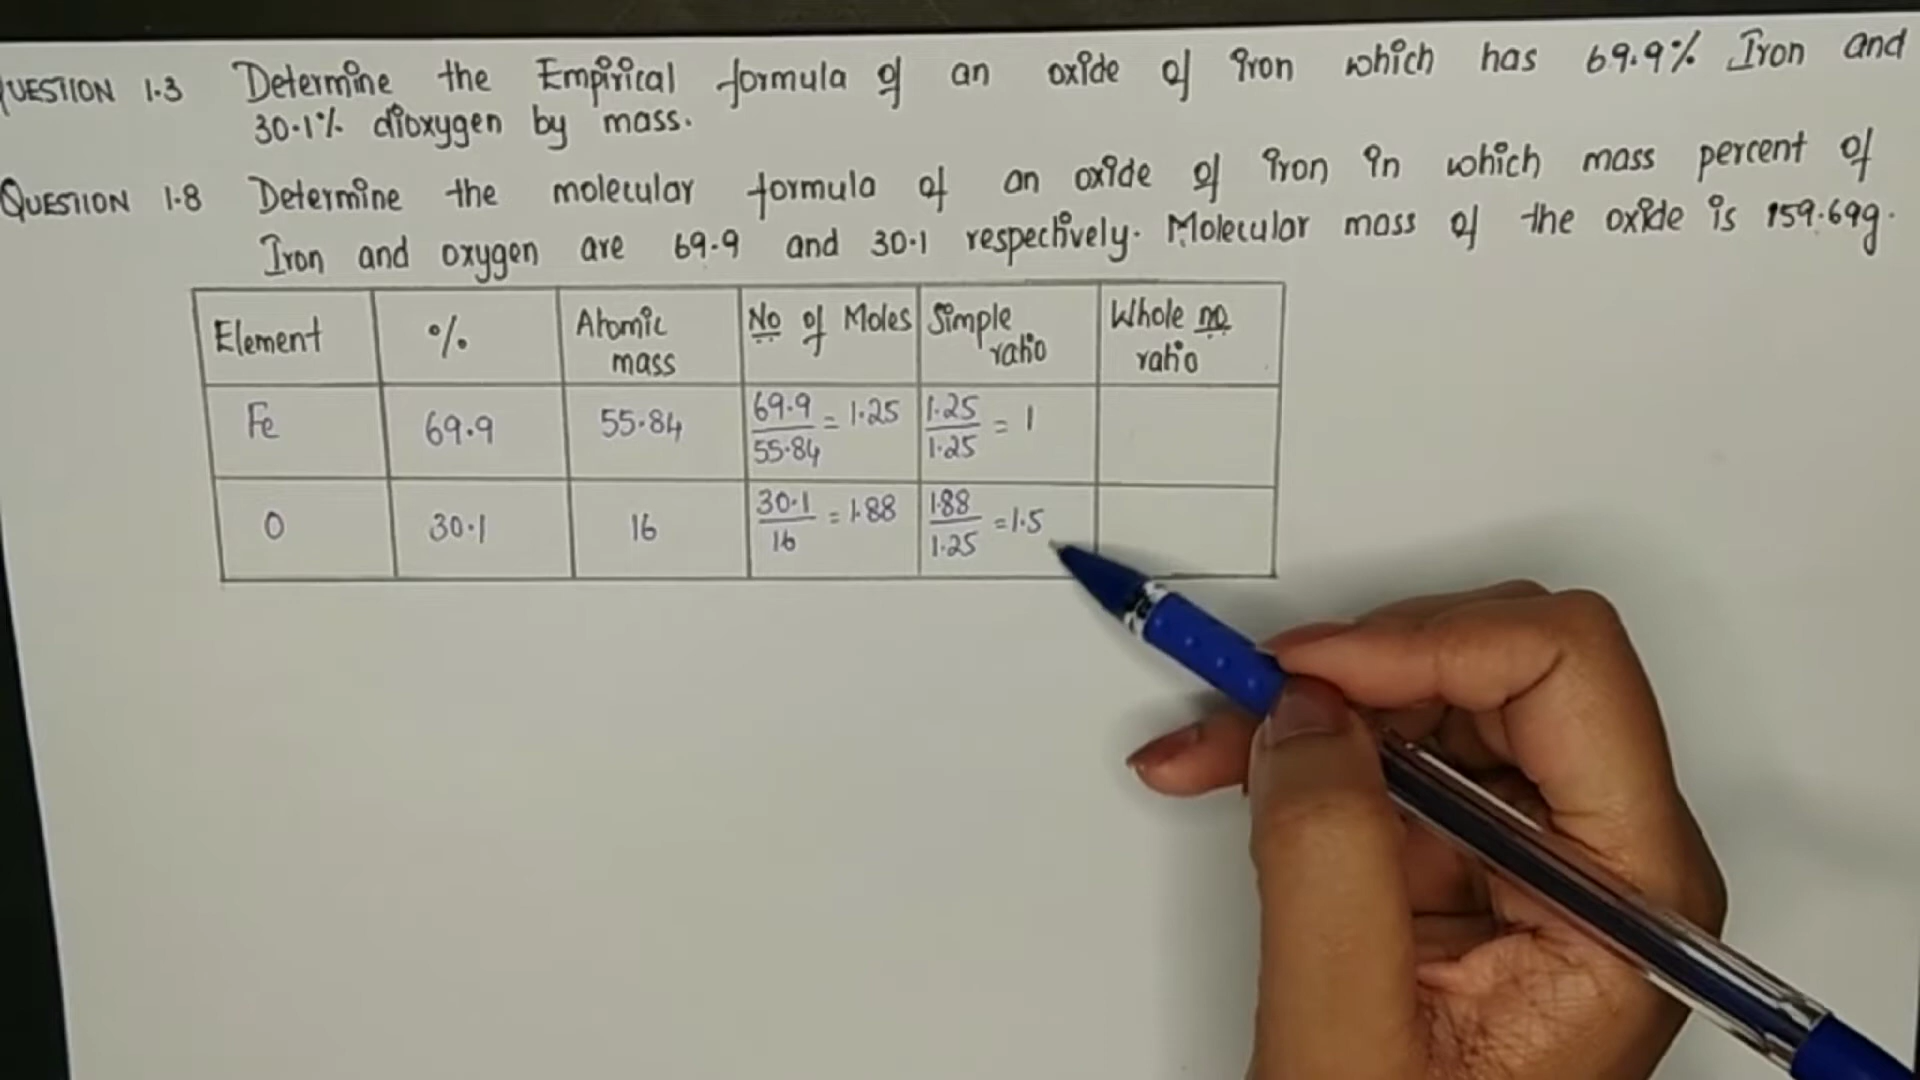 QUESTION 1.3 Determine the Empirical formula of an oxide of iron which has 69.9% Iron and
30.1% dioxygen by mass.
QUESTION 1.8 Determine the molecular formula of an oxide of iron in which mass percent of
Iron and oxygen are 69.9 and 30.1 respectively. Molecular mass of the oxide is 159.69g.
Element % Atomic mass No of Moles Simple ratio Whole no ratio
Fe 69.9 55.84 69.9/55.84 = 1.25 1.25/1.25 = 1
O 30.1 16 30.1/16 = 1.88 1.88/1.25 = 1.5